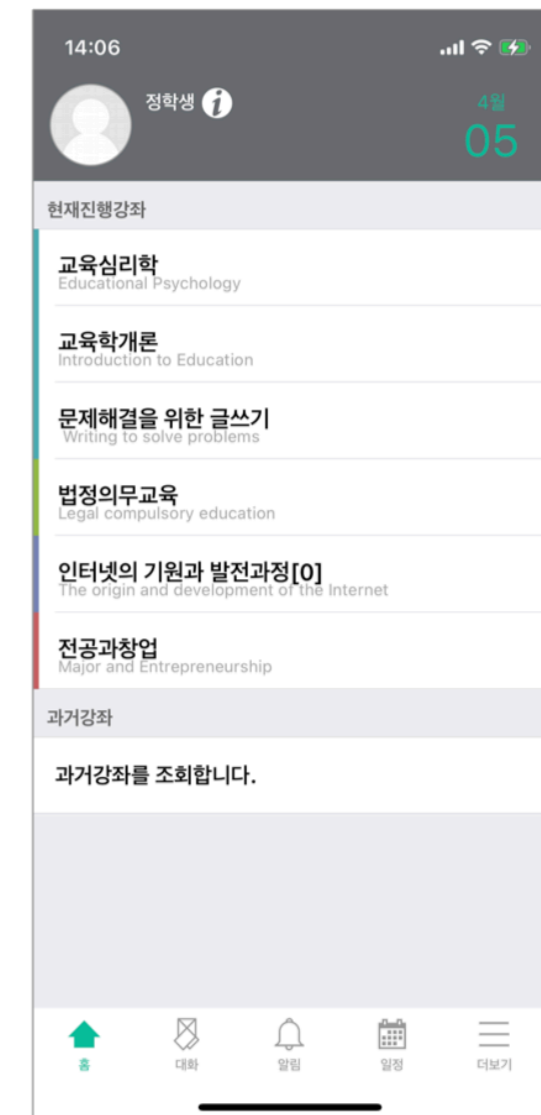 14:06
정학생 i
4월
05
현재진행강좌
교육심리학
Educational Psychology
교육학개론
Introduction to Education
문제해결을 위한 글쓰기
Writing to solve problems
법정의무교육
Legal compulsory education
인터넷의 기원과 발전과정[0]
The origin and development of the Internet
전공과창업
Major and Entrepreneurship
과거강좌
과거강좌를 조회합니다.
홈
대화
알림
일정
더보기